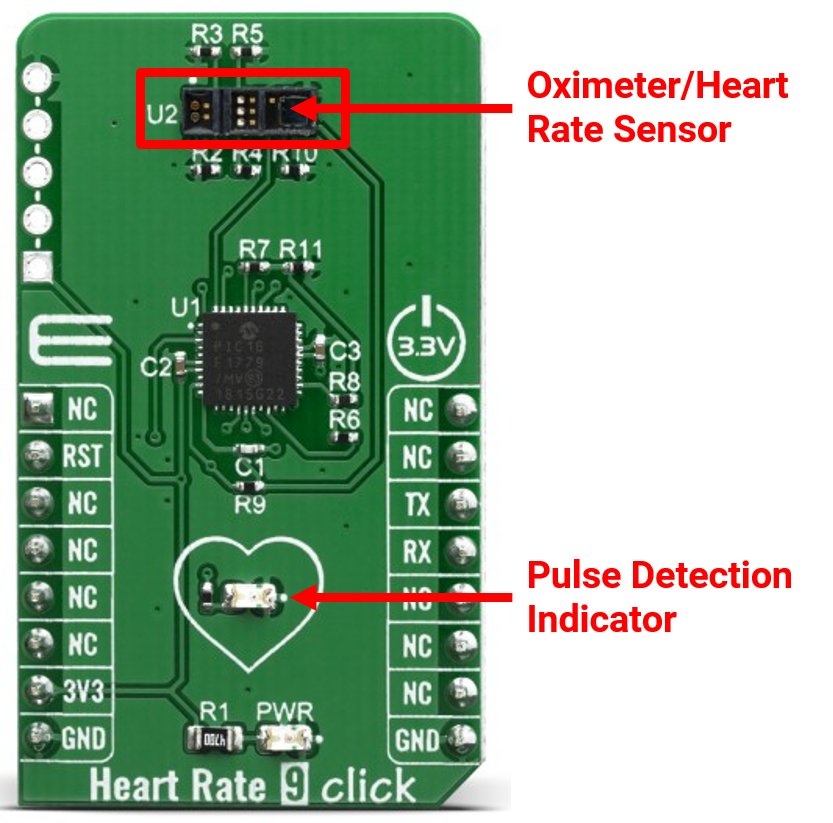 R3 R5
Oximeter/Heart
Rate Sensor
U2
R2 R4 R10
R7 R11
U1
PIC16
F1779
/MV
1815G22
3.3V
C2
C3
R8
R6
C1
R9
NC
RST
NC
NC
NC
NC
3V3
GND
NC
NC
TX
RX
NC
NC
NC
GND
Pulse Detection
Indicator
R1 PWR
4700
Heart Rate 9 click